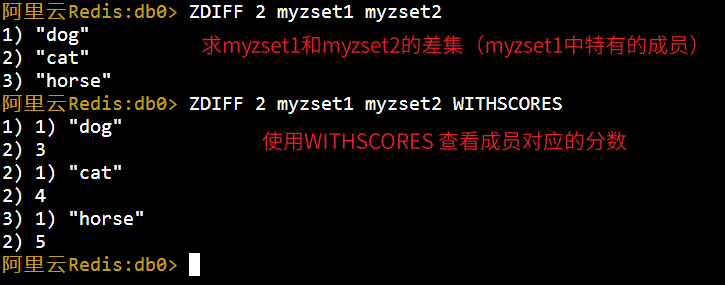 阿里云Redis:db0> ZDIFF 2 myzset1 myzset2
1) "dog"
2) "cat"
3) "horse"
求myzset1和myzset2的差集（myzset1中特有的成员）
阿里云Redis:db0> ZDIFF 2 myzset1 myzset2 WITHSCORES
1) 1) "dog"
2) 3
2) 1) "cat"
2) 4
3) 1) "horse"
2) 5
使用WITHSCORES 查看成员对应的分数
阿里云Redis:db0>